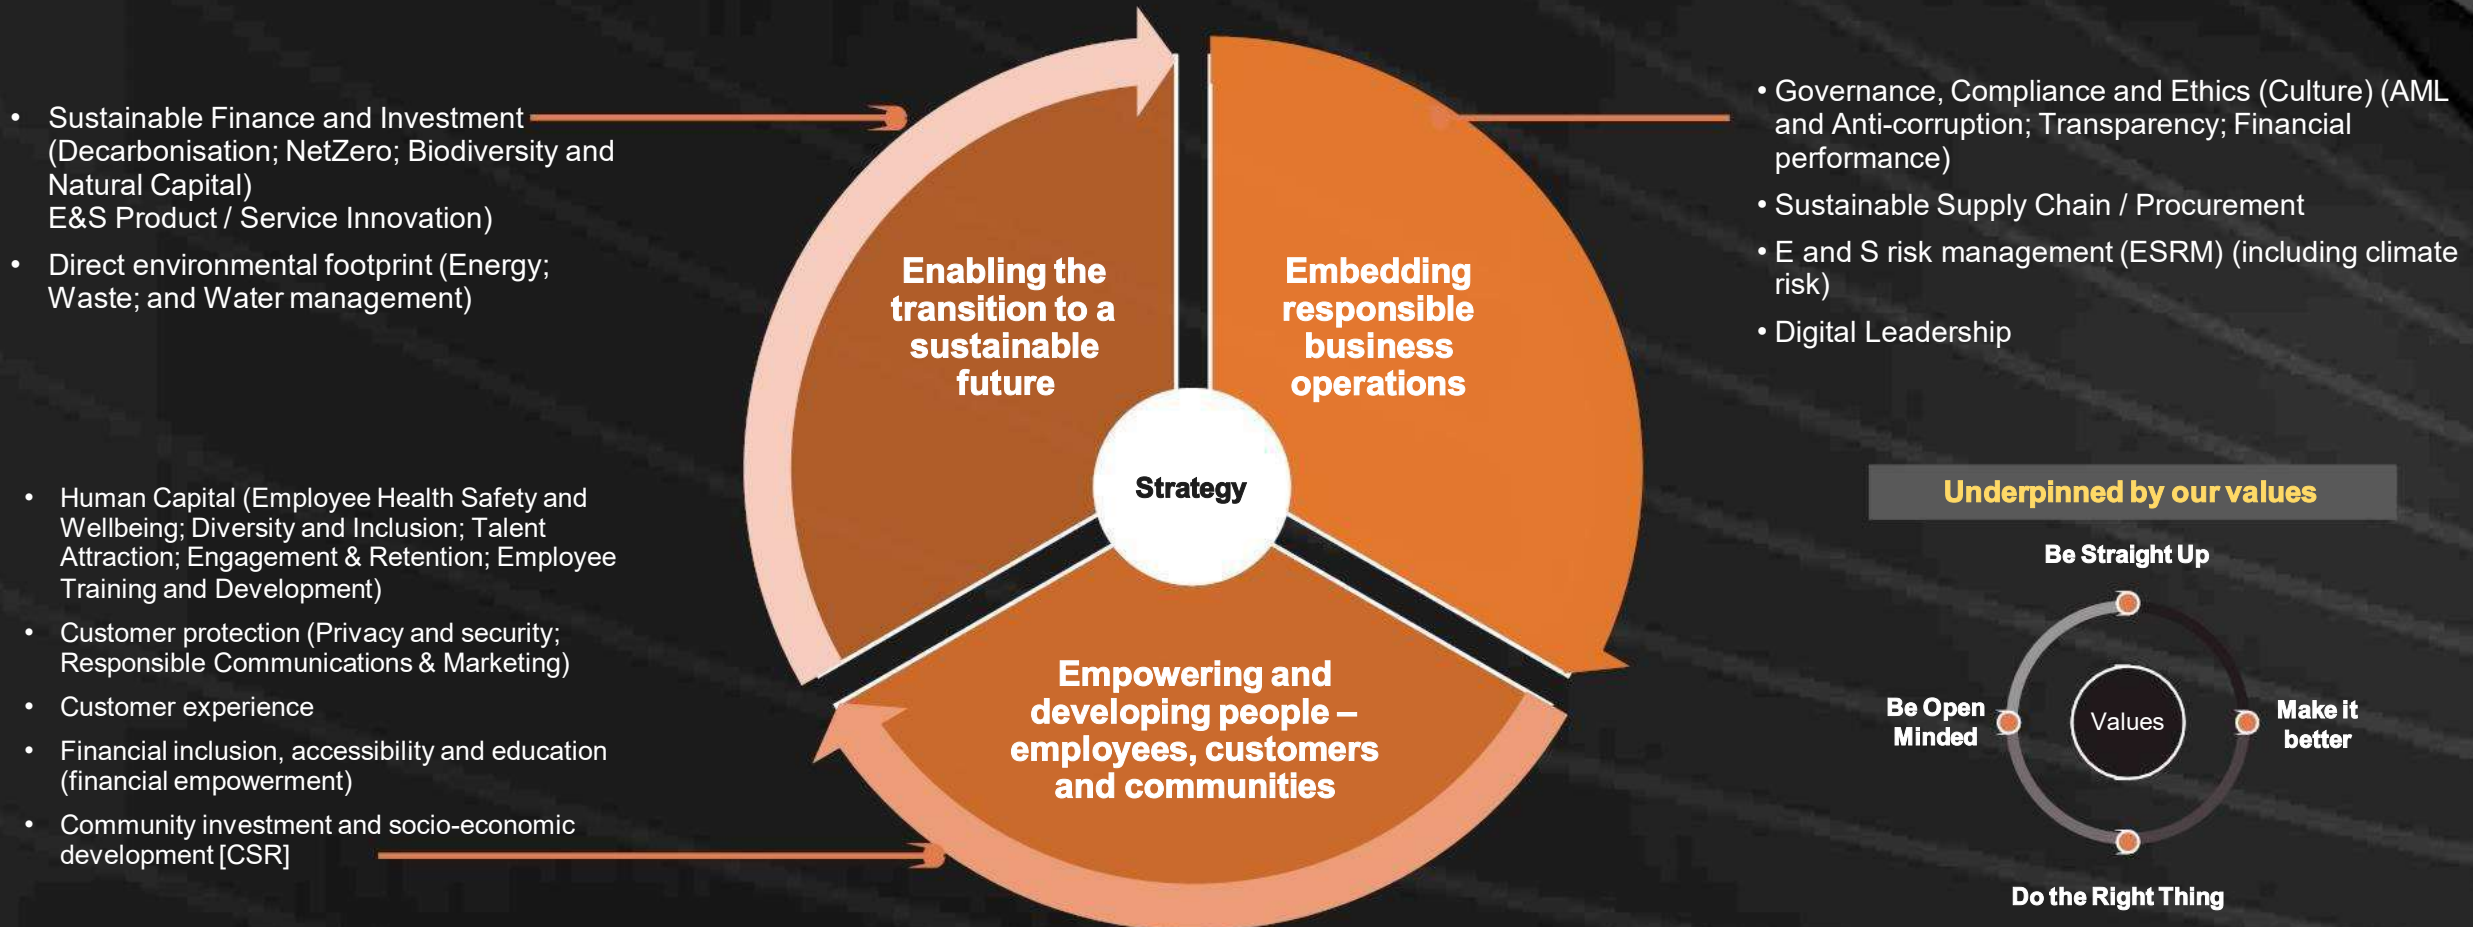 • Sustainable Finance and Investment
(Decarbonisation; NetZero; Biodiversity and
Natural Capital)
E&S Product / Service Innovation)
• Direct environmental footprint (Energy;
Waste; and Water management)
• Human Capital (Employee Health Safety and
Wellbeing; Diversity and Inclusion; Talent
Attraction; Engagement & Retention; Employee
Training and Development)
• Customer protection (Privacy and security;
Responsible Communications & Marketing)
• Customer experience
• Financial inclusion, accessibility and education
(financial empowerment)
• Community investment and socio-economic
development [CSR]
Enabling the
transition to a
sustainable
future
Embedding
responsible
business
operations
Strategy
Empowering and
developing people –
employees, customers
and communities
• Governance, Compliance and Ethics (Culture) (AML
and Anti-corruption; Transparency; Financial
performance)
• Sustainable Supply Chain / Procurement
• E and S risk management (ESRM) (including climate
risk)
• Digital Leadership
Underpinned by our values
Be Straight Up
Be Open
Minded
Values
Make it
better
Do the Right Thing